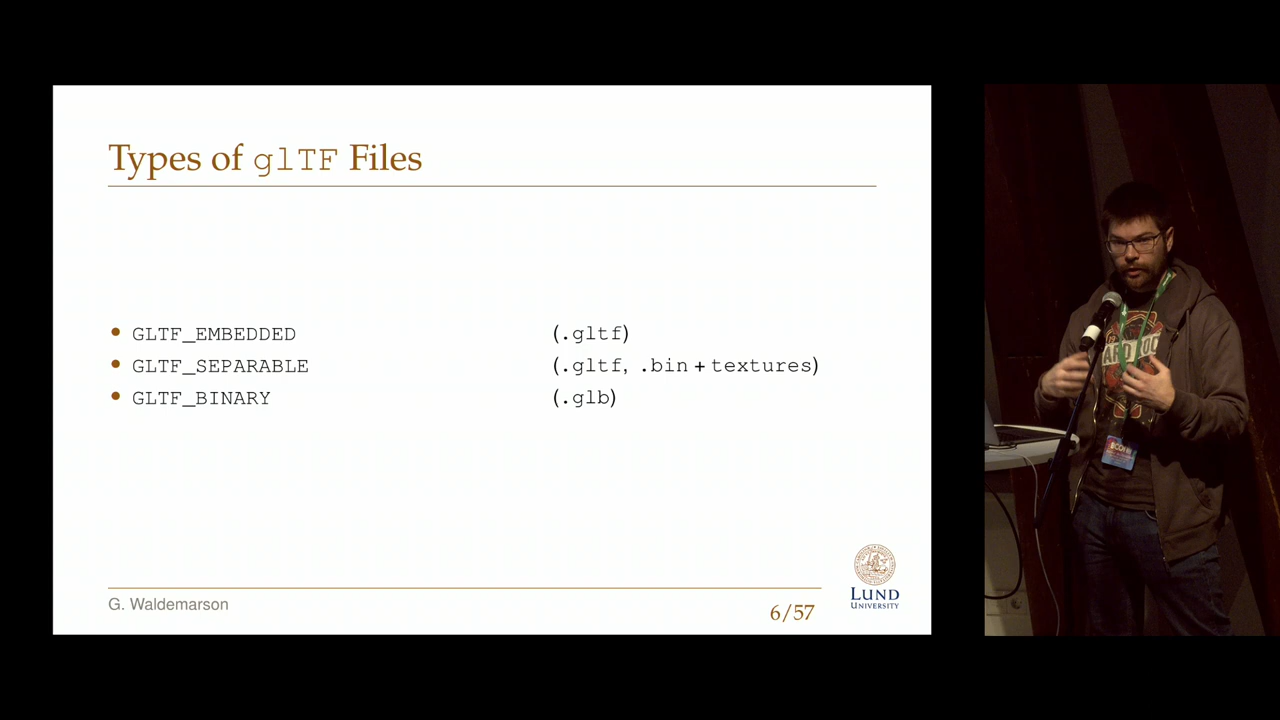 Types of glTF Files
• GLTF_EMBEDDED (.gltf)
• GLTF_SEPARABLE (.gltf, .bin + textures)
• GLTF_BINARY (.glb)
G. Waldemarson
6/57
LUND
UNIVERSITY